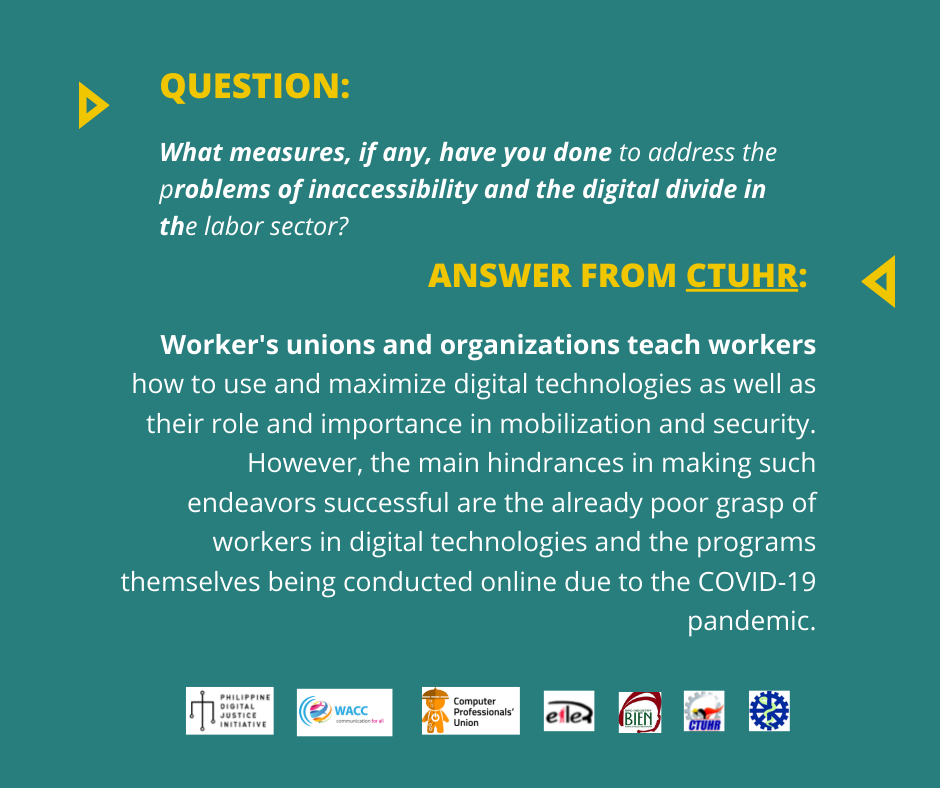 QUESTION:
What measures, if any, have you done to address the
problems of inaccessibility and the digital divide in
the labor sector?
ANSWER FROM CTUHR:
Worker's unions and organizations teach workers
how to use and maximize digital technologies as well as
their role and importance in mobilization and security.
However, the main hindrances in making such
endeavors successful are the already poor grasp of
workers in digital technologies and the programs
themselves being conducted online due to the COVID-19
pandemic.
PHILIPPINE
DIGITAL
JUSTICE
INITIATIVE
WACC
communication for all
Computer
Professionals'
Union
eiler
BIEN
CTUHR